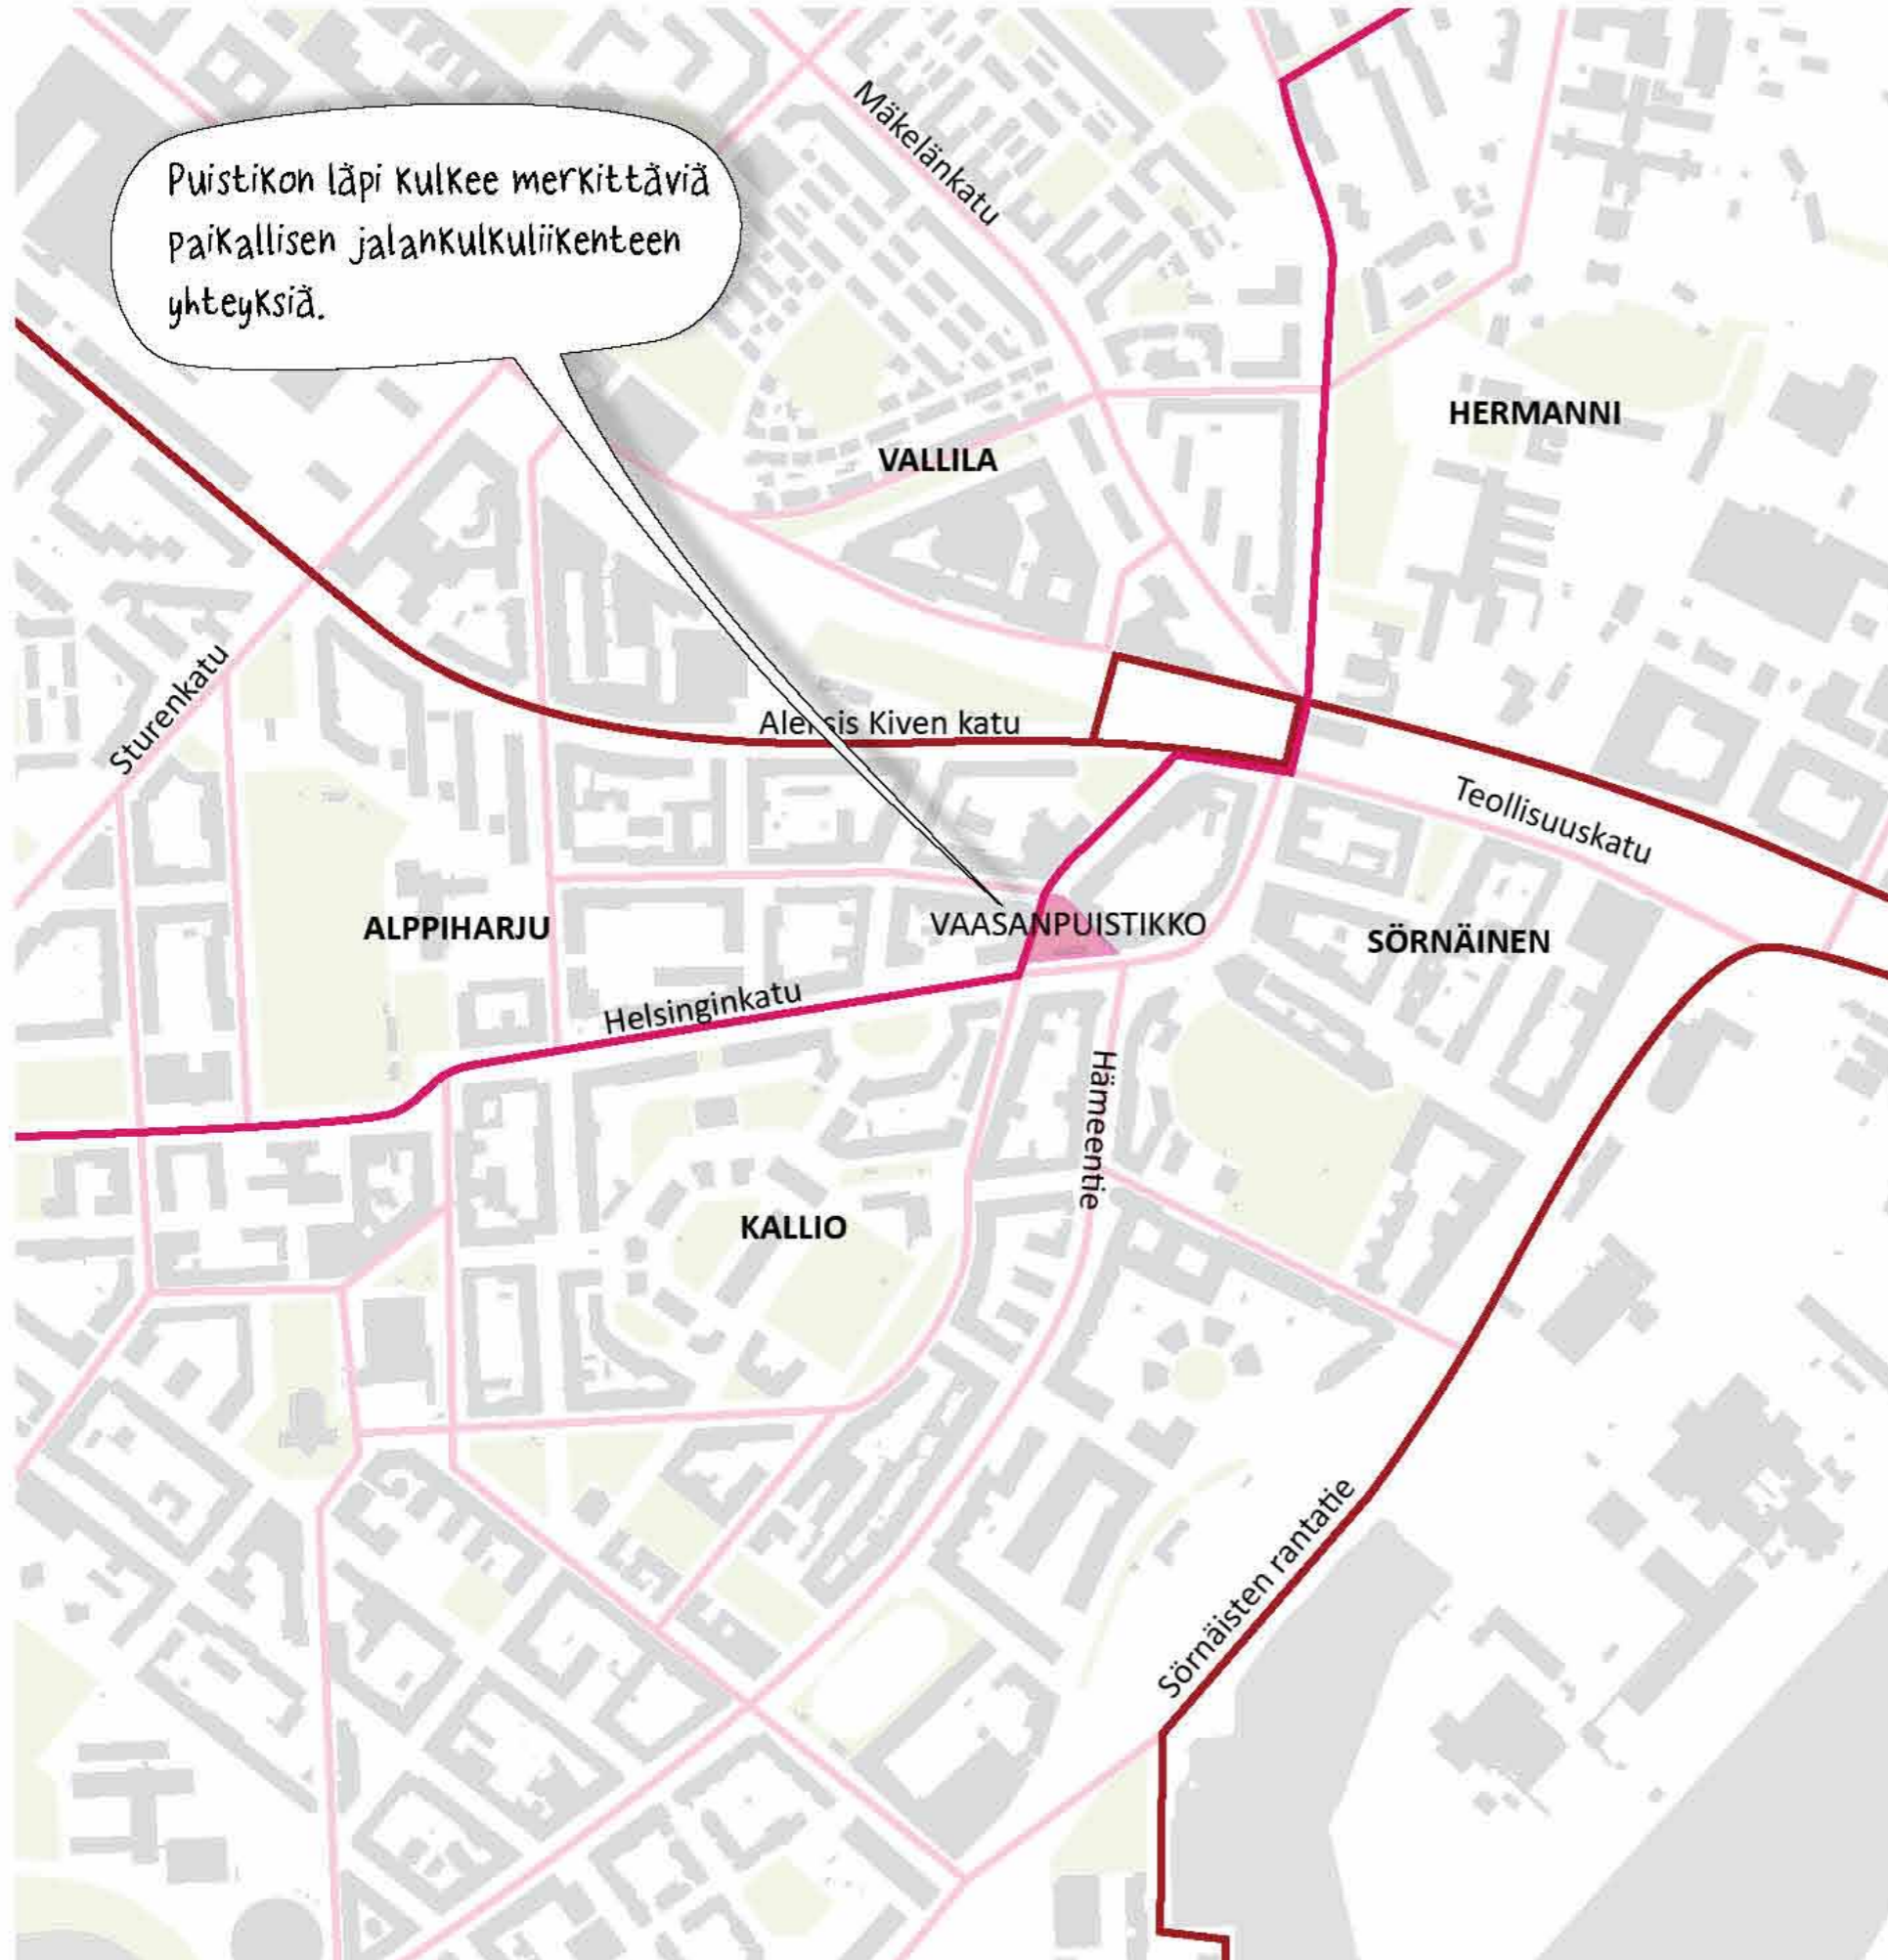 Puistikon läpi kulkee merkittäviä
paikallisen jalankulkuliikenteen
yhteyksiä.
Mäkelänkatu
HERMANNI
VALLILA
Sturenkatu
Aleksis Kiven katu
Teollisuuskatu
ALPPIHARJU
VAASANPUISTIKKO
SÖRNÄINEN
Helsinginkatu
Hämeentie
KALLIO
Sörnäisten rantatie